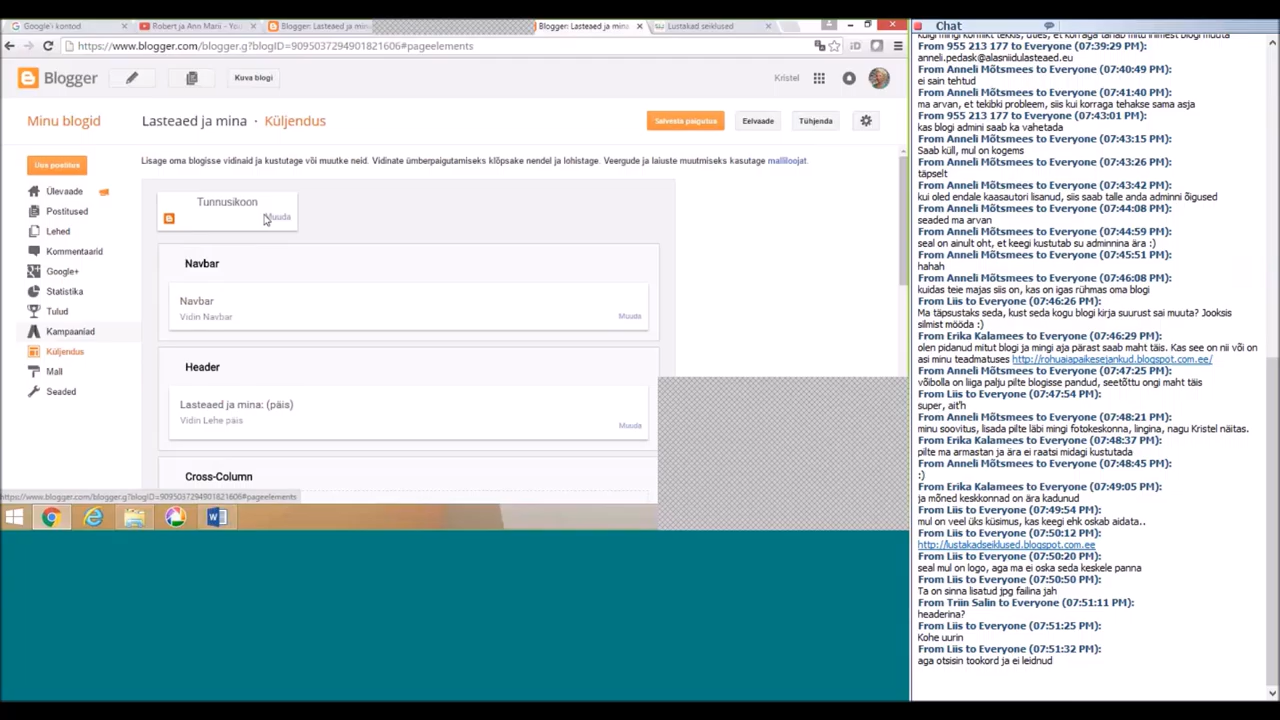 Google'i kontod
Robert ja Ann Marii - You
Blogger: Lasteaed ja min
Blogger: Lasteaed ja mina
Lustakad seiklused
https://www.blogger.com/blogger.g?blogID=9095037294901821606#pageelements
Blogger
Kuva blogi
Kristel
Minu blogid
Lasteaed ja mina · Küljendus
Salvesta paigutus
Eelvaade
Tühjenda
Uus postitus
Ülevaade
Postitused
Lehed
Kommentaarid
Google+
Statistika
Tulud
Kampaaniad
Küljendus
Mall
Seaded
Lisage oma blogisse vidinaid ja kustutage või muutke neid. Vidinate ümberpaigutamiseks klõpsake nendel ja lohistage. Veergude ja laiuste muutmiseks kasutage malliloojat.
Tunnusikoon
Muuda
Navbar
Navbar
Vidin Navbar
Muuda
Header
Lasteaed ja mina: (päis)
Vidin Lehe päis
Muuda
Cross-Column
https://www.blogger.com/blogger.g?blogID=9095037294901821606#pageelements
Chat
From 955 213 177 to Everyone (07:39:29 PM):
anneli.pedask@alasniidulasteaed.eu
From Anneli Mõtsmees to Everyone (07:40:49 PM):
ei sain tehtud
From Anneli Mõtsmees to Everyone (07:41:40 PM):
ma arvan, et tekibki probleem, siis kui korraga tehakse sama asja
From 955 213 177 to Everyone (07:43:01 PM):
kas blogi admini saab ka vahetada
From Anneli Mõtsmees to Everyone (07:43:15 PM):
Saab küll, mul on kogems
From Anneli Mõtsmees to Everyone (07:43:26 PM):
täpselt
From Anneli Mõtsmees to Everyone (07:43:42 PM):
kui oled endale kaasautori lisanud, siis saab talle anda adminni õigused
From Anneli Mõtsmees to Everyone (07:44:08 PM):
seaded ma arvan
From Anneli Mõtsmees to Everyone (07:44:59 PM):
seal on ainult oht, et keegi kustutab su adminnina ära :)
From Anneli Mõtsmees to Everyone (07:45:51 PM):
hahah
From Anneli Mõtsmees to Everyone (07:46:08 PM):
kuidas teie majas siis on, kas on igas rühmas oma blogi
From Liis to Everyone (07:46:26 PM):
Ma täpsustaks seda, kust seda kogu blogi kirja suurust sai muuta? Jooksis
silmist mööda :)
From Erika Kalamees to Everyone (07:46:29 PM):
olen pidanud mitut blogi ja mingi aja pärast saab maht täis. Kas see on nii või on
asi minu teadmatuses http://rohuaiapaikesejankud.blogspot.com.ee/
From Anneli Mõtsmees to Everyone (07:47:25 PM):
võibolla on liiga palju pilte blogisse pandud, seetõttu ongi maht täis
From Liis to Everyone (07:47:54 PM):
super, ait'h
From Anneli Mõtsmees to Everyone (07:48:21 PM):
minu soovitus, lisada pilte läbi mingi fotokeskonna, lingina, nagu Kristel näitas.
From Erika Kalamees to Everyone (07:48:37 PM):
pilte ma armastan ja ära ei raatsi midagi kustutada
From Anneli Mõtsmees to Everyone (07:48:45 PM):
:)
From Erika Kalamees to Everyone (07:49:05 PM):
ja mõned keskkonnad on ära kadunud
From Liis to Everyone (07:49:54 PM):
mul on veel üks küsimus, kas keegi ehk oskab aidata..
From Liis to Everyone (07:50:12 PM):
http://lustakadseiklused.blogspot.com.ee
From Liis to Everyone (07:50:20 PM):
seal mul on logo, aga ma ei oska seda keskele panna
From Liis to Everyone (07:50:50 PM):
Ta on sinna lisatud jpg failina jah
From Triin Salin to Everyone (07:51:11 PM):
headerina?
From Liis to Everyone (07:51:25 PM):
Kohe uurin
From Liis to Everyone (07:51:32 PM):
aga otsisin tookord ja ei leidnud